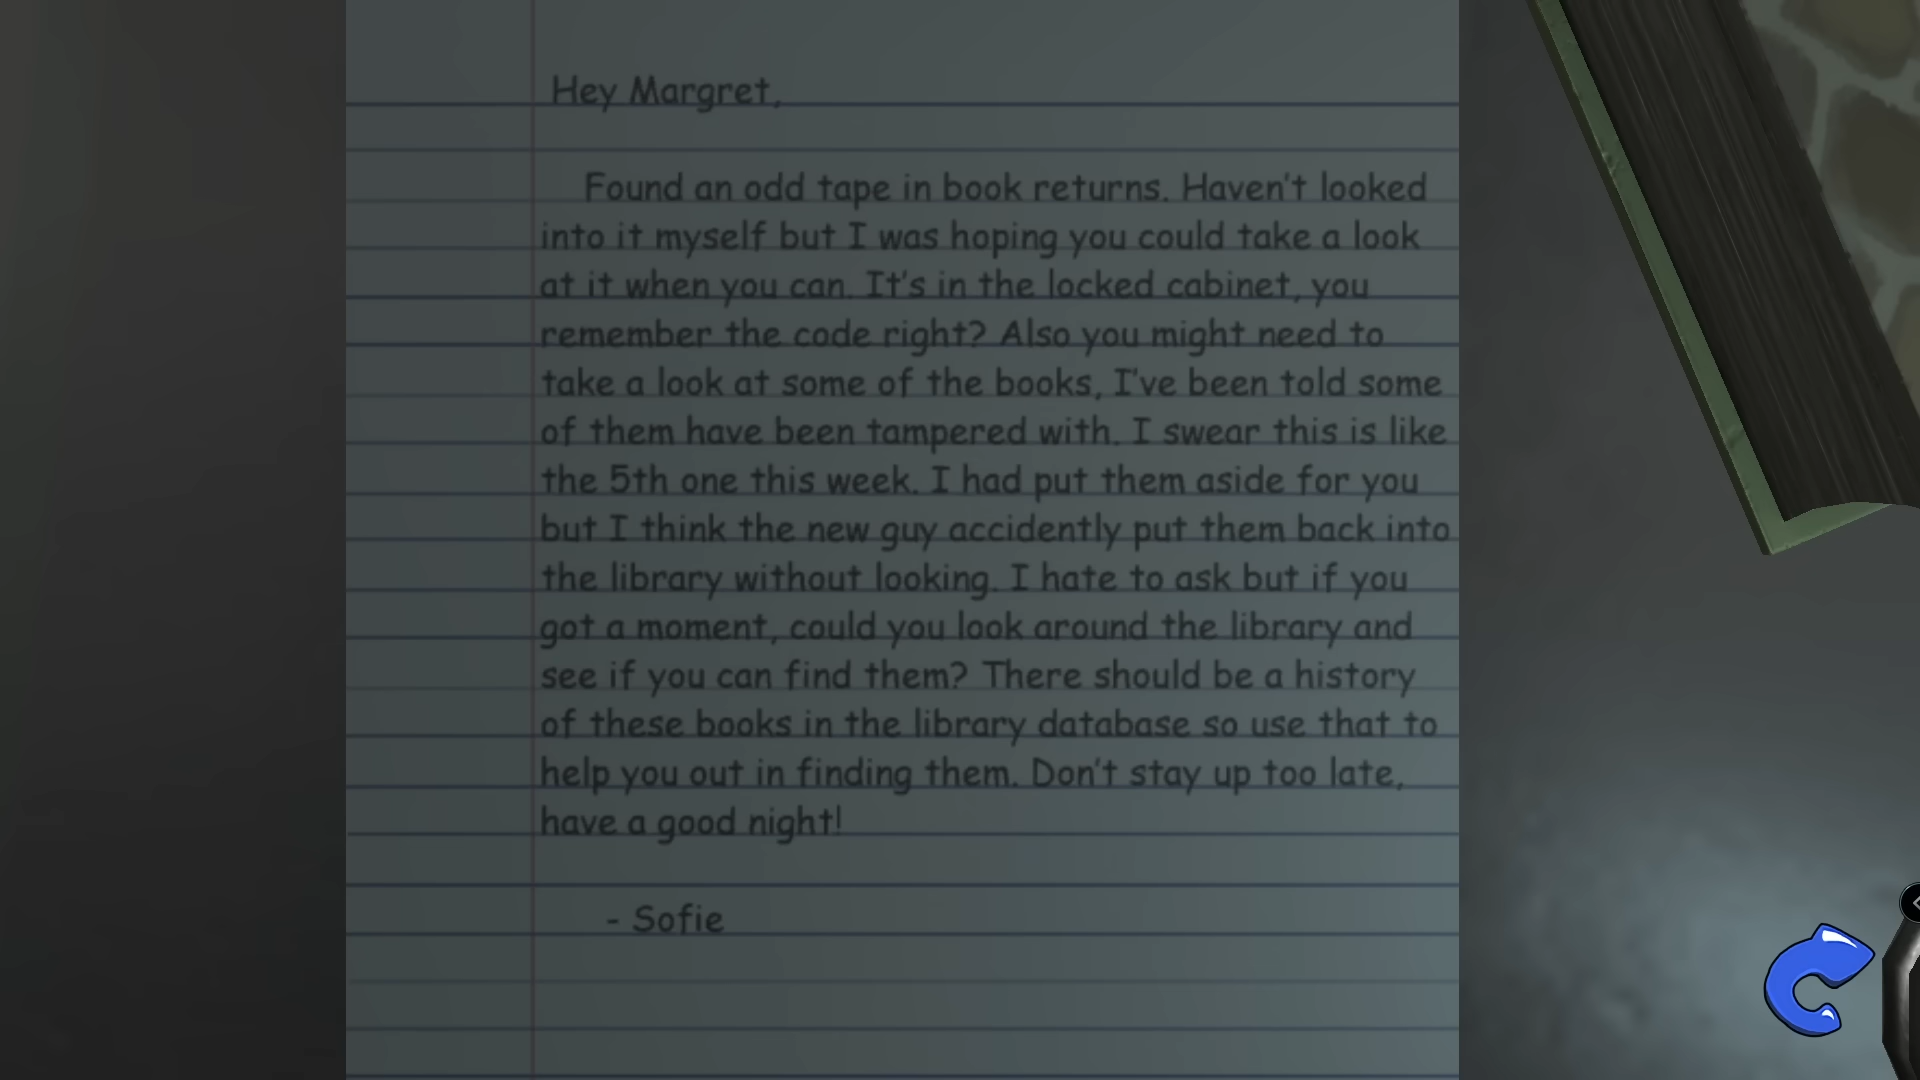 Hey Margret,
Found an odd tape in book returns. Haven't looked
into it myself but I was hoping you could take a look
at it when you can. It's in the locked cabinet, you
remember the code right? Also you might need to
take a look at some of the books, I've been told some
of them have been tampered with. I swear this is like
the 5th one this week. I had put them aside for you
but I think the new guy accidently put them back into
the library without looking. I hate to ask but if you
got a moment, could you look around the library and
see if you can find them? There should be a history
of these books in the library database so use that to
help you out in finding them. Don't stay up too late,
have a good night!
- Sofie